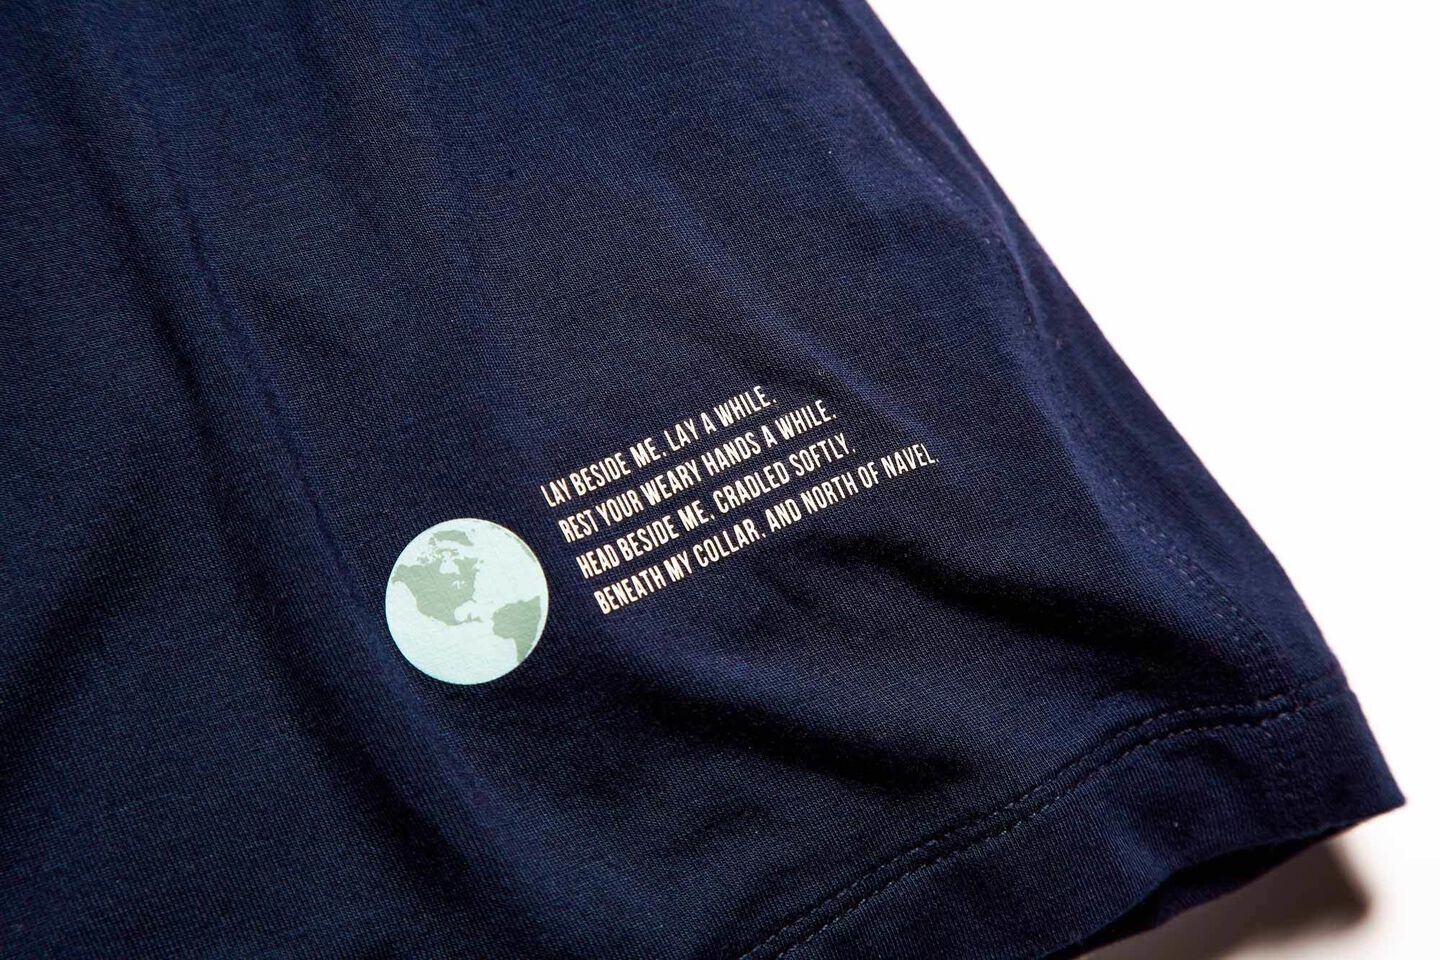 LAY BESIDE ME. LAY A WHILE.
REST YOUR WEARY HANDS A WHILE.
HEAD BESIDE ME. CRADLED SOFTLY.
BENEATH MY COLLAR. AND NORTH OF NAVEL.